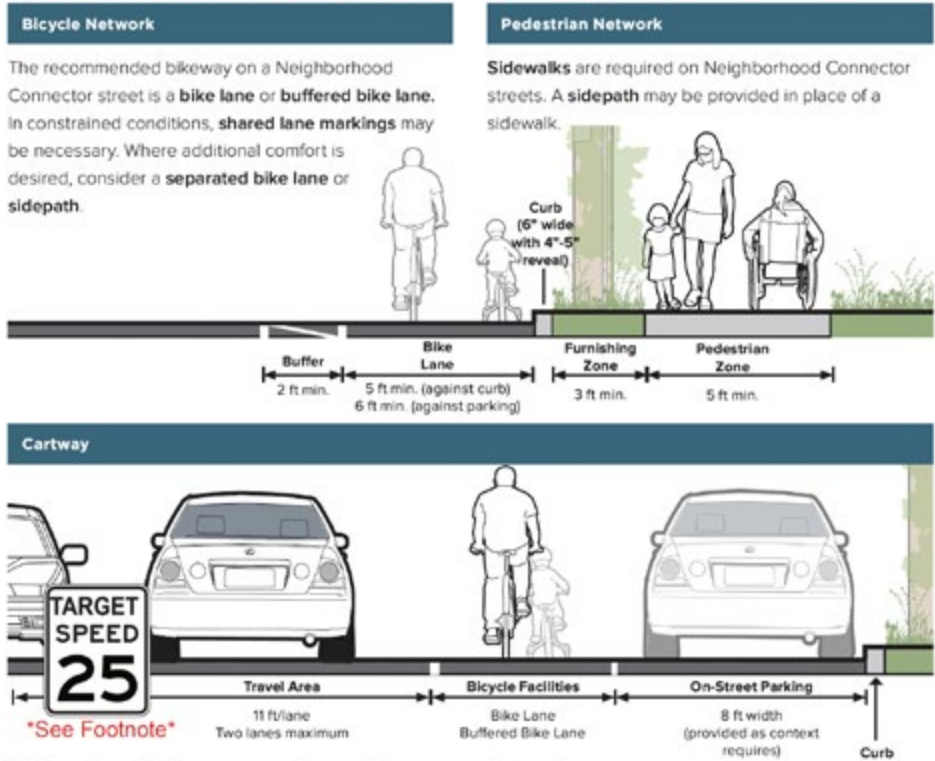 Bicycle Network
The recommended bikeway on a Neighborhood
Connector street is a bike lane or buffered bike lane.
In constrained conditions, shared lane markings may
be necessary. Where additional comfort is
desired, consider a separated bike lane or
sidepath.
Pedestrian Network
Sidewalks are required on Neighborhood Connector
streets. A sidepath may be provided in place of a
sidewalk.
Curb
(6" wide
with 4"-5"
reveal)
Buffer
2 ft min.
Bike
Lane
5 ft min. (against curb)
6 ft min. (against parking)
Furnishing
Zone
3 ft min.
Pedestrian
Zone
5 ft min.
Cartway
TARGET
SPEED
25
*See Footnote*
Travel Area
11 ft/lane
Two lanes maximum
Bicycle Facilities
Bike Lane
Buffered Bike Lane
On-Street Parking
8 ft width
(provided as context
requires)
Curb